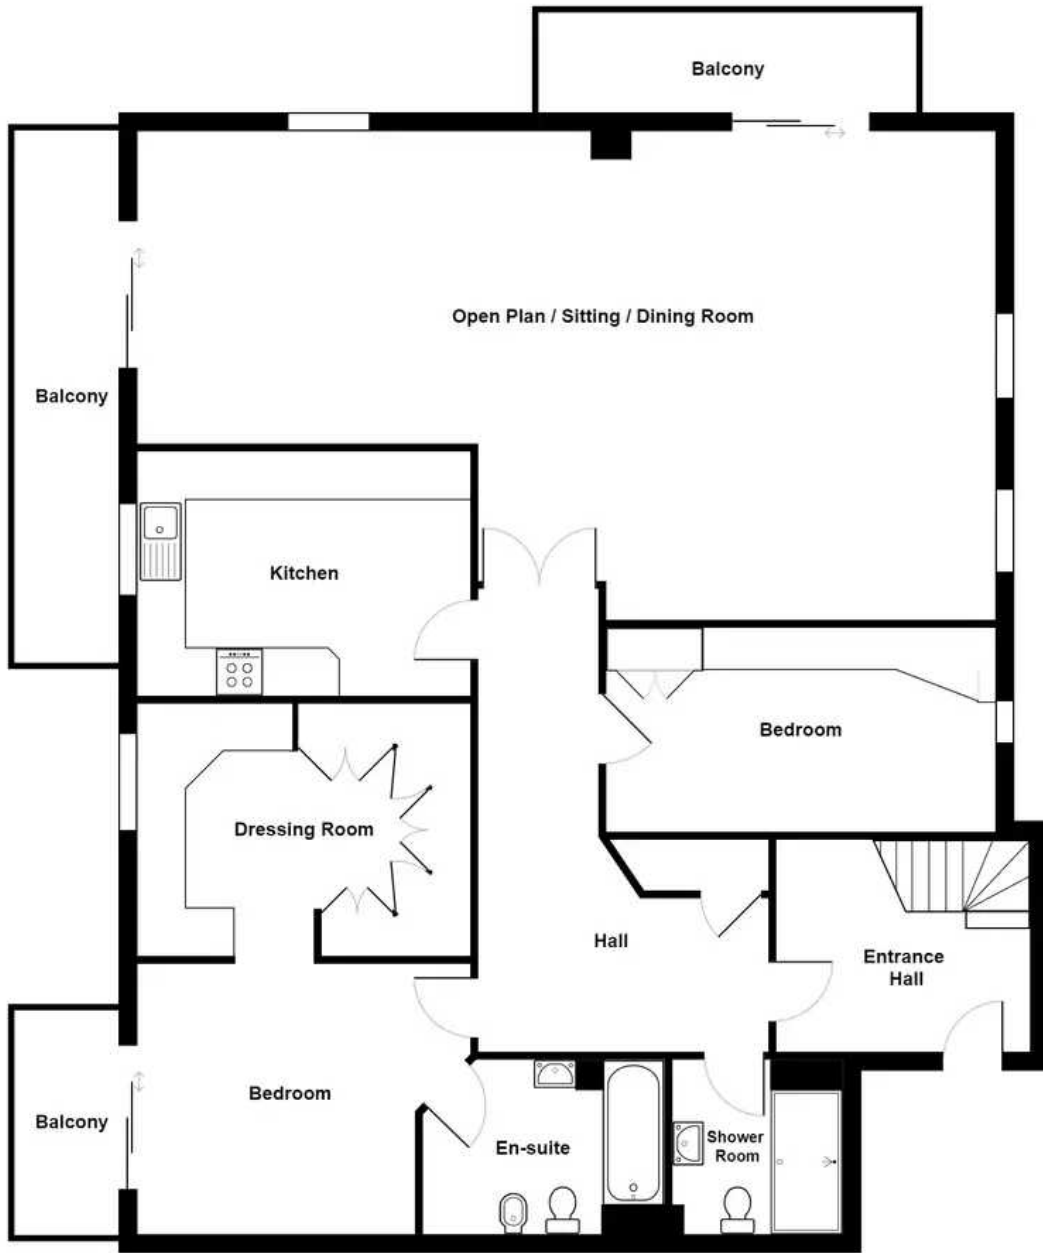 Balcony
Open Plan / Sitting / Dining Room
Balcony
Kitchen
Bedroom
Dressing Room
Hall
Entrance
Hall
Bedroom
Balcony
En-suite
Shower
Room